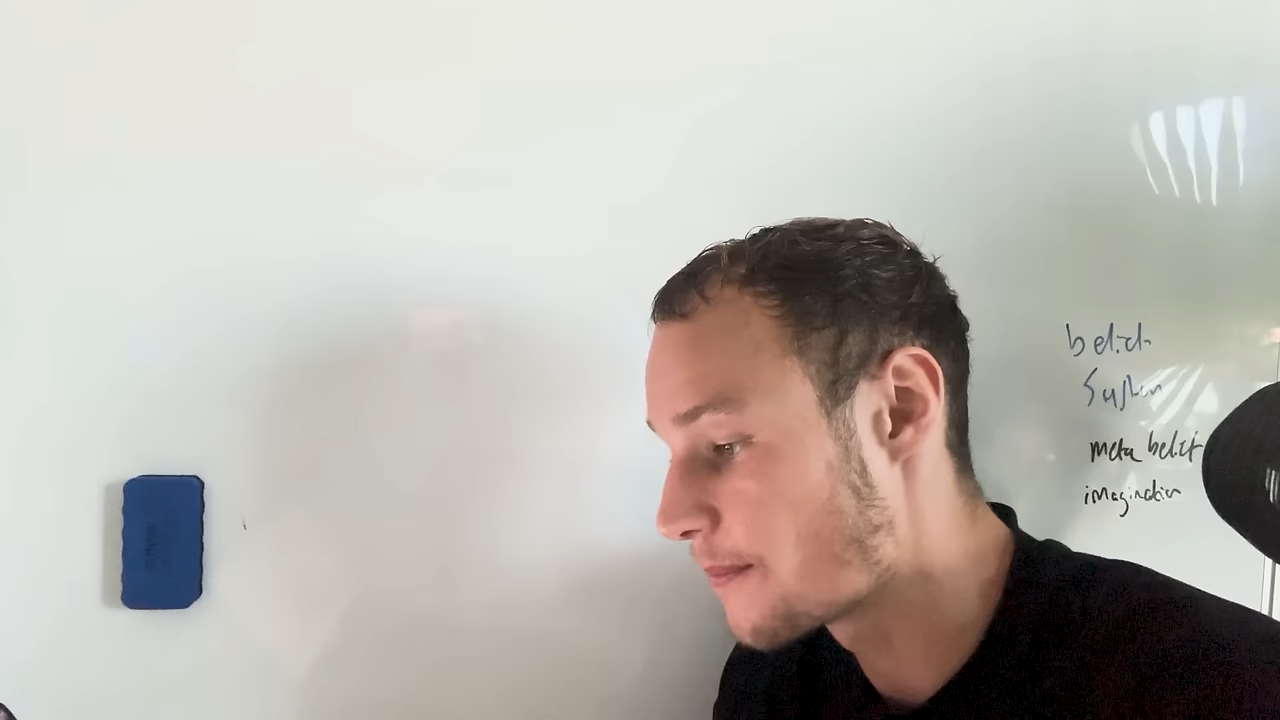 belief
System
meta belief
imagination